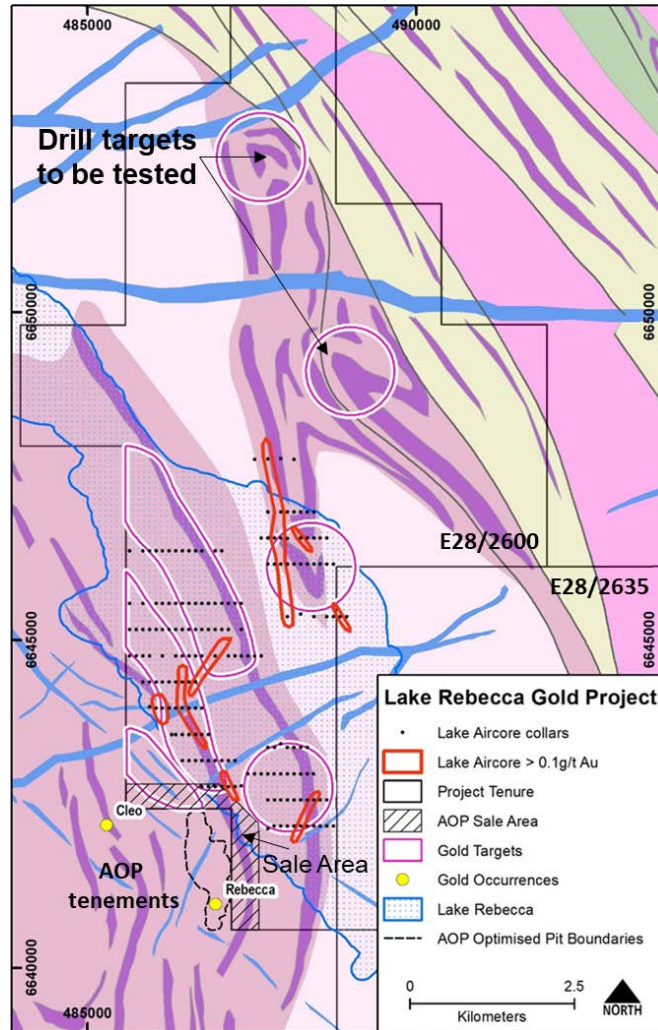 485000
490000
Drill targets
to be tested
6650000
6650000
E28/2600
E28/2635
6645000
6645000
Cleo
AOP
tenements
Sale Area
Rebecca
6640000
485000
Lake Rebecca Gold Project
Lake Aircore collars
Lake Aircore > 0.1g/t Au
Project Tenure
AOP Sale Area
Gold Targets
Gold Occurrences
Lake Rebecca
AOP Optimised Pit Boundaries
0
2.5
Kilometers
NORTH